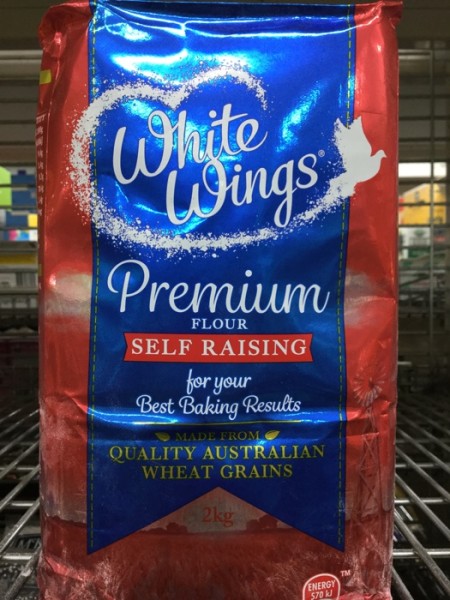 White
Wings®
Premium
FLOUR
SELF RAISING
for your
Best Baking Results
MADE FROM
QUALITY AUSTRALIAN
WHEAT GRAINS
2kg
TM
ENERGY
570 kJ